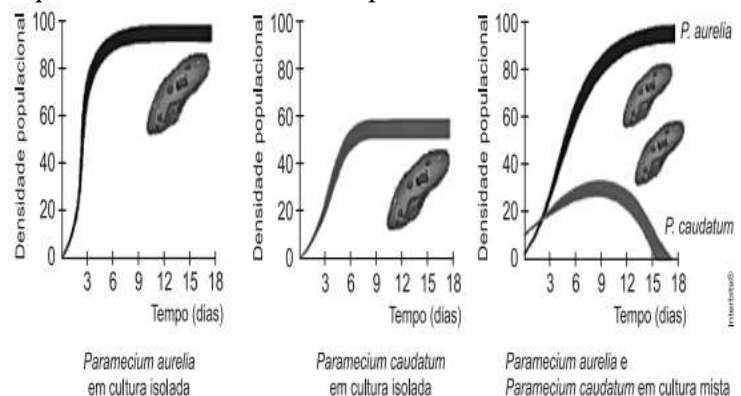 Densidade populacional
100
80
60
40
20
0
3 6 9 12 15 18
Tempo (dias)
Paramecium aurelia
em cultura isolada
Densidade populacional
100
80
60
40
20
0
3 6 9 12 15 18
Tempo (dias)
Paramecium caudatum
em cultura isolada
Densidade populacional
100
80
60
40
20
0
3 6 9 12 15 18
Tempo (dias)
P. aurelia
P. caudatum
Interbits®
Paramecium aurelia e
Paramecium caudatum em cultura mista